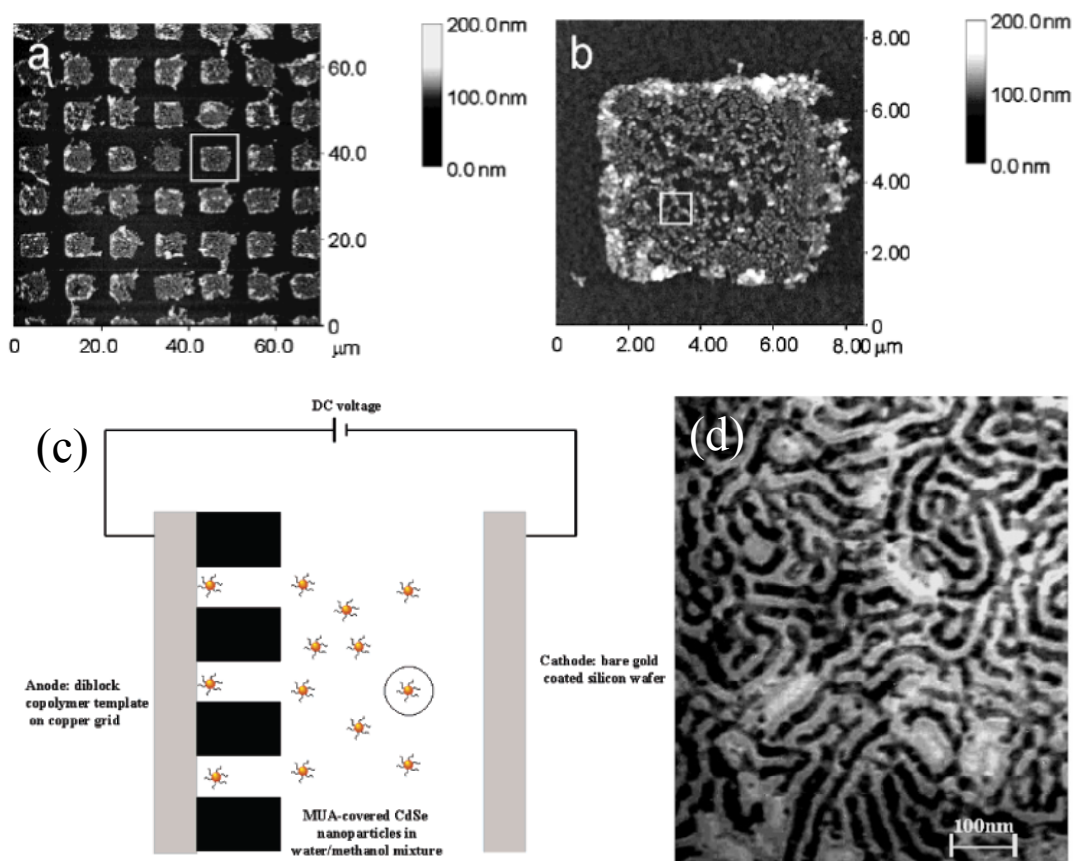 a
200.0 nm
100.0 nm
0.0 nm
60.0
40.0
20.0
0
0
20.0
40.0
60.0
μm
b
200.0 nm
100.0 nm
0.0 nm
8.00
6.00
4.00
2.00
0
0
2.00
4.00
6.00
8.00
μm
(c)
DC voltage
Anode: diblock
copolymer template
on copper grid
Cathode: bare gold
coated silicon wafer
MUA-covered CdSe
nanoparticles in
water/methanol mixture
(d)
100nm